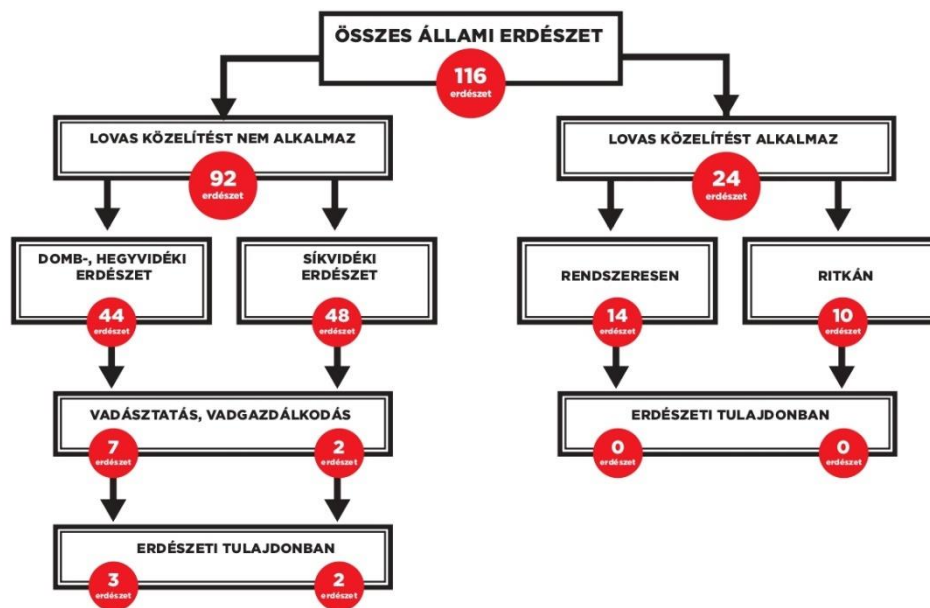 ÖSSZES ÁLLAMI ERDÉSZET
116
erdészet
LOVAS KÖZELÍTÉST NEM ALKALMAZ
92
erdészet
LOVAS KÖZELÍTÉST ALKALMAZ
24
erdészet
DOMB-, HEGYVIDÉKI
ERDÉSZET
44
erdészet
SÍKVIDÉKI
ERDÉSZET
48
erdészet
RENDSZERESEN
14
erdészet
RITKÁN
10
erdészet
VADÁSZTATÁS, VADGAZDÁLKODÁS
7
erdészet
2
erdészet
ERDÉSZETI TULAJDONBAN
0
erdészet
0
erdészet
ERDÉSZETI TULAJDONBAN
3
erdészet
2
erdészet